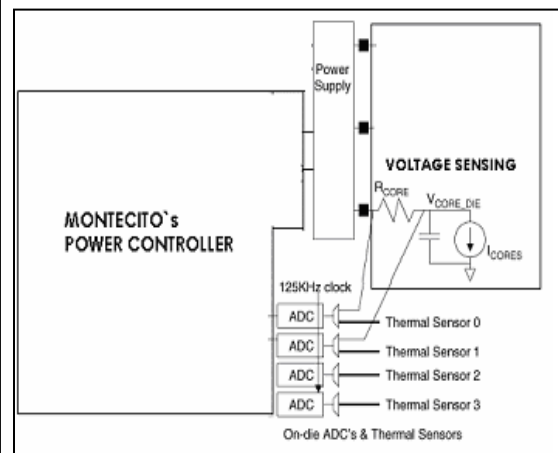 Power
Supply
VOLTAGE SENSING
RCORE
VCORE_DIE
ICORES
MONTECITO`s
POWER CONTROLLER
125KHz clock
ADC
Thermal Sensor 0
ADC
Thermal Sensor 1
ADC
Thermal Sensor 2
ADC
Thermal Sensor 3
On-die ADC's & Thermal Sensors